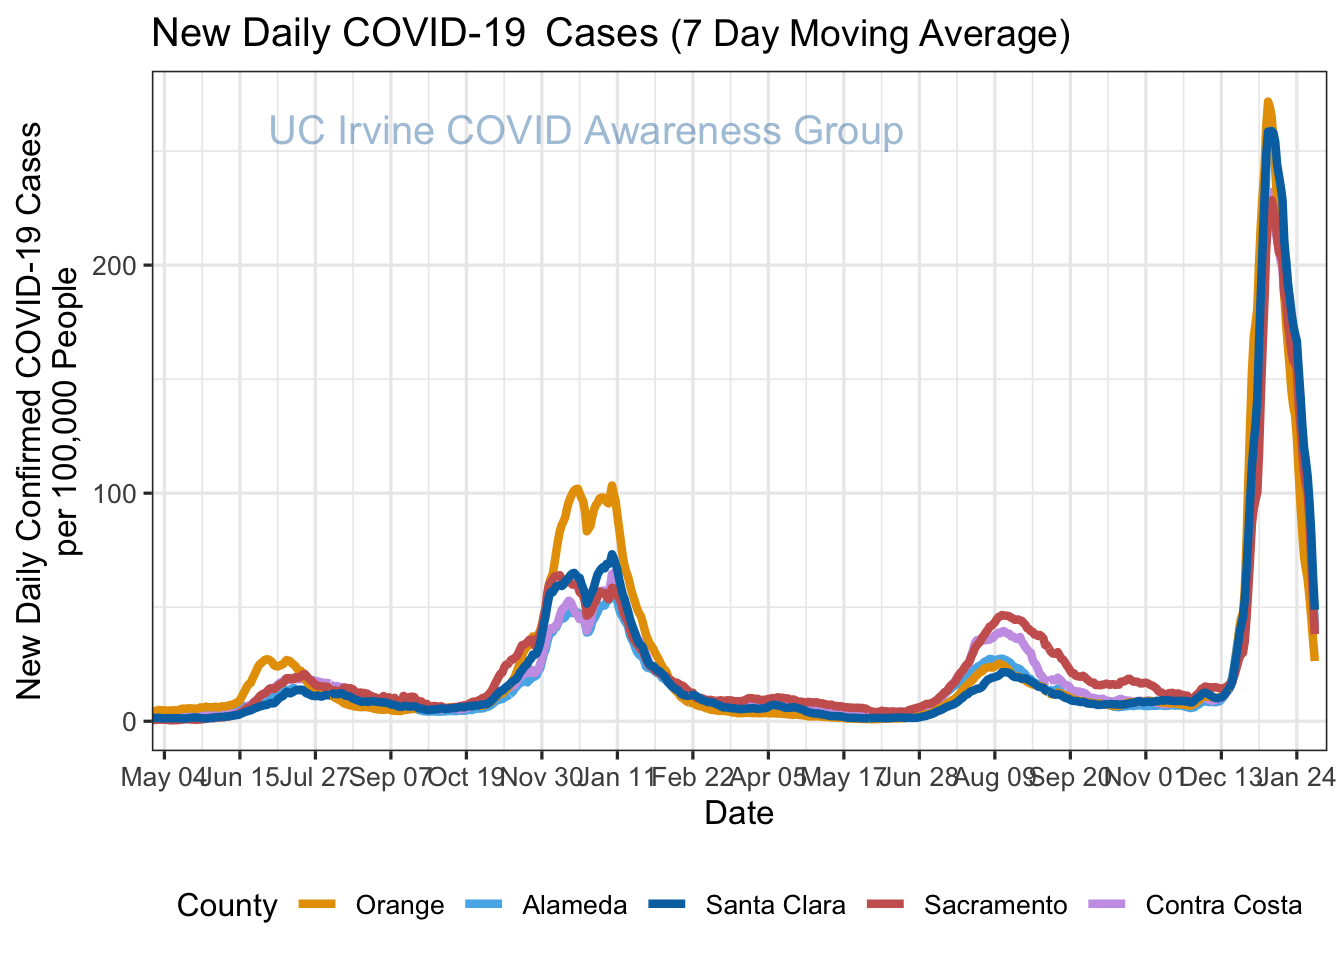 New Daily COVID-19  Cases (7 Day Moving Average)
UC Irvine COVID Awareness Group
New Daily Confirmed COVID-19 Cases
per 100,000 People
200
100
0
May 04 Jun 15 Jul 27 Sep 07 Oct 19 Nov 30 Jan 11 Feb 22 Apr 05 May 17 Jun 28 Aug 09 Sep 20 Nov 01 Dec 13 Jan 24
Date
County Orange Alameda Santa Clara Sacramento Contra Costa